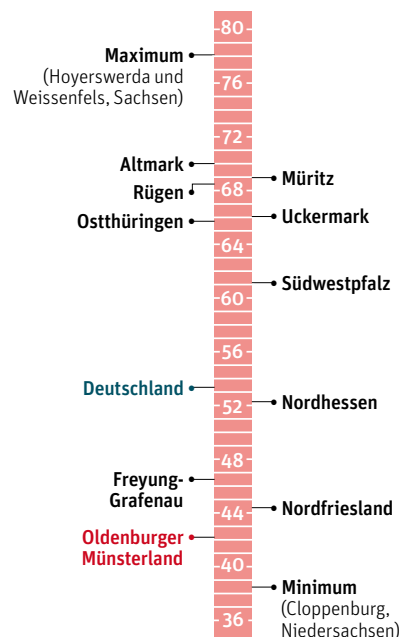 80
Maximum
(Hoyerswerda und
Weissenfels, Sachsen)
76
72
Altmark
Müritz
Rügen
68
Uckermark
Ostthüringen
64
Südwestpfalz
60
56
Deutschland
52
Nordhessen
48
Freyung-
Grafenau
44
Nordfriesland
Oldenburger
Münsterland
40
Minimum
(Cloppenburg,
Niedersachsen)
36